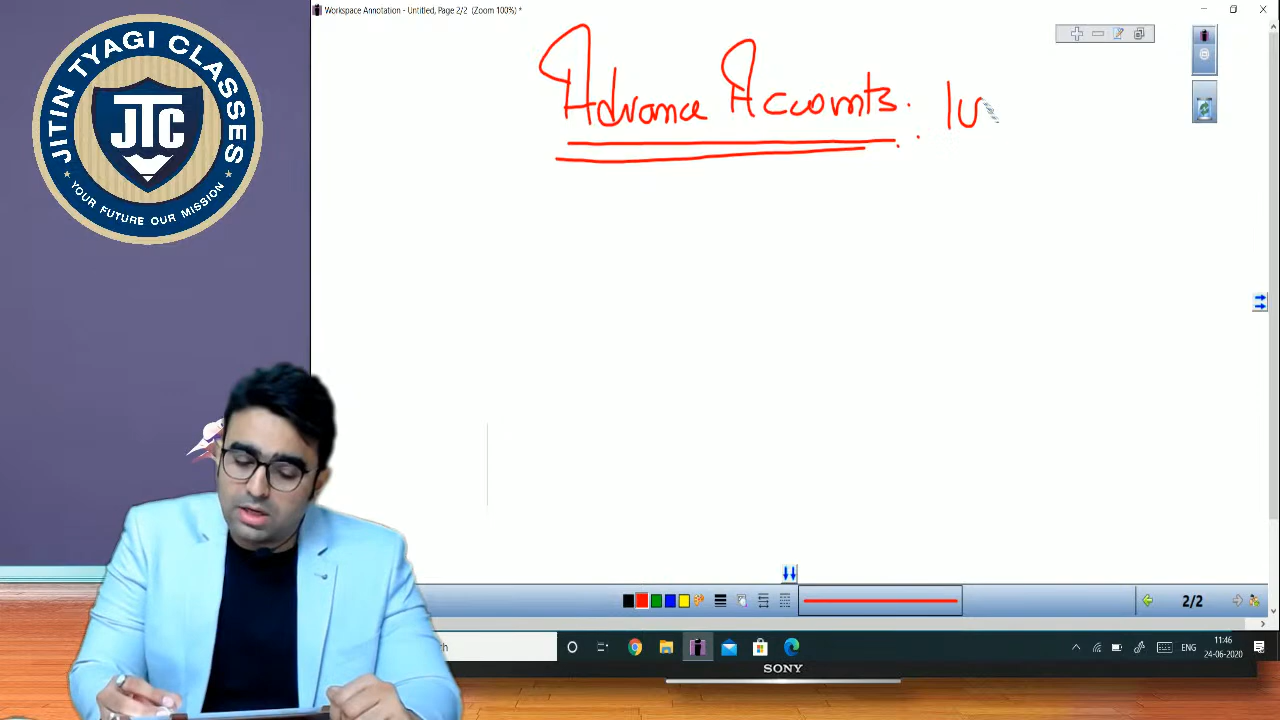 Workspace Annotation - Untitled, Page 2/2 (Zoom 100%) *
JITIN TYAGI CLASSES
JTC
YOUR FUTURE OUR MISSION
Advance Accounts.
2/2
ENG
11:46
24-06-2020
SONY